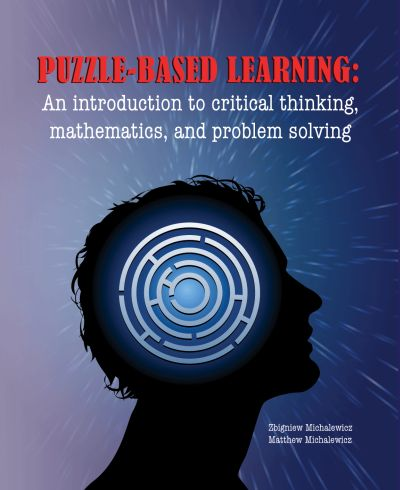 PUZZLE-BASED LEARNING:
An introduction to critical thinking,
mathematics, and problem solving
Zbigniew Michalewicz
Matthew Michalewicz